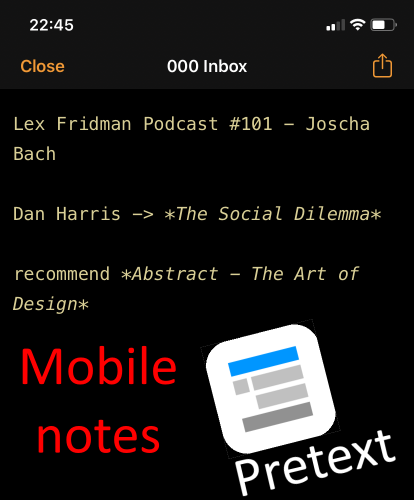 22:45
Close 000 Inbox
Lex Fridman Podcast #101 – Joscha
Bach
Dan Harris -> *The Social Dilemma*
recommend *Abstract – The Art of
Design*
Mobile
notes
Pretext